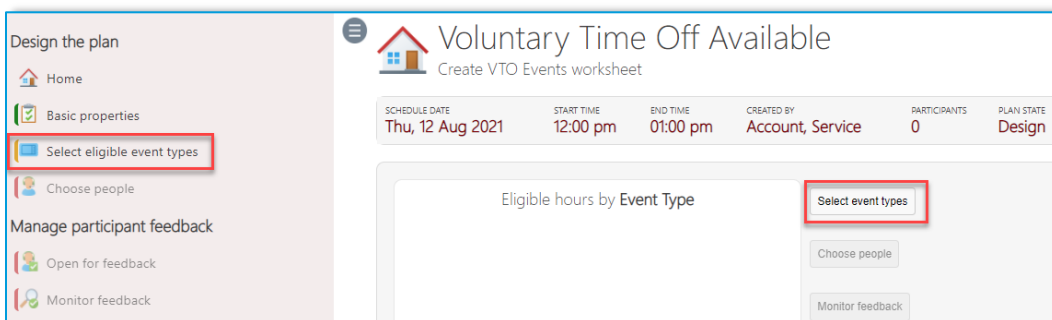 Design the plan
Home
Basic properties
Select eligible event types
Choose people
Manage participant feedback
Open for feedback
Monitor feedback
Voluntary Time Off Available
Create VTO Events worksheet
SCHEDULE DATE START TIME END TIME CREATED BY PARTICIPANTS PLAN STATE
Thu, 12 Aug 2021 12:00 pm 01:00 pm Account, Service 0 Design
Eligible hours by Event Type
Select event types
Choose people
Monitor feedback